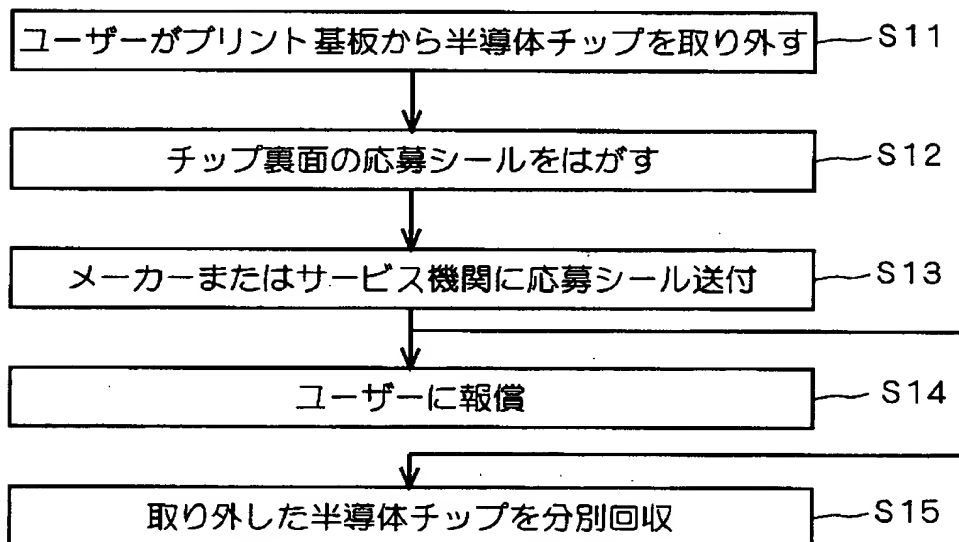 ユーザーがプリント基板から半導体チップを取り外す S11
チップ裏面の応募シールをはがす S12
メーカーまたはサービス機関に応募シール送付 S13
ユーザーに報償 S14
取り外した半導体チップを分別回収 S15